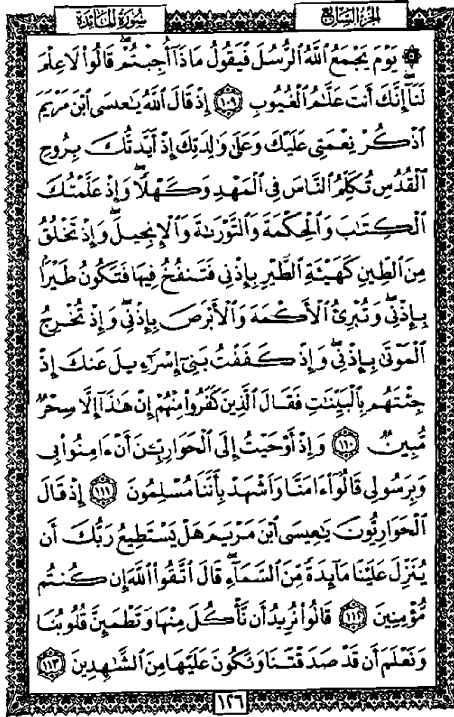 الجزء السابع
سورة المائدة
۞ يَوْمَ يَجْمَعُ ٱللَّهُ ٱلرُّسُلَ فَيَقُولُ مَاذَآ أُجِبْتُمْ ۖ قَالُوا۟ لَا عِلْمَ
لَنَآ ۖ إِنَّكَ أَنتَ عَلَّـٰمُ ٱلْغُيُوبِ ١٠٩ إِذْ قَالَ ٱللَّهُ يَـٰعِيسَى ٱبْنَ مَرْيَمَ
ٱذْكُرْ نِعْمَتِى عَلَيْكَ وَعَلَىٰ وَٰلِدَتِكَ إِذْ أَيَّدتُّكَ بِرُوحِ
ٱلْقُدُسِ تُكَلِّمُ ٱلنَّاسَ فِى ٱلْمَهْدِ وَكَهْلًا ۖ وَإِذْ عَلَّمْتُكَ
ٱلْكِتَـٰبَ وَٱلْحِكْمَةَ وَٱلتَّوْرَىٰةَ وَٱلْإِنجِيلَ ۖ وَإِذْ تَخْلُقُ
مِنَ ٱلطِّينِ كَهَيْـَٔةِ ٱلطَّيْرِ بِإِذْنِى فَتَنفُخُ فِيهَا فَتَكُونُ طَيْرًۢا
بِإِذْنِى ۖ وَتُبْرِئُ ٱلْأَكْمَهَ وَٱلْأَبْرَصَ بِإِذْنِى ۖ وَإِذْ تُخْرِجُ
ٱلْمَوْتَىٰ بِإِذْنِى ۖ وَإِذْ كَفَفْتُ بَنِىٓ إِسْرَٰٓءِيلَ عَنكَ إِذْ
جِئْتَهُم بِٱلْبَيِّنَـٰتِ فَقَالَ ٱلَّذِينَ كَفَرُوا۟ مِنْهُمْ إِنْ هَـٰذَآ إِلَّا سِحْرٌ
مُّبِينٌ ١١٠ وَإِذْ أَوْحَيْتُ إِلَى ٱلْحَوَارِيِّـۧنَ أَنْ ءَامِنُوا۟ بِى
وَبِرَسُولِى قَالُوٓا۟ ءَامَنَّا وَٱشْهَدْ بِأَنَّنَا مُسْلِمُونَ ١١١ إِذْ قَالَ
ٱلْحَوَارِيُّونَ يَـٰعِيسَى ٱبْنَ مَرْيَمَ هَلْ يَسْتَطِيعُ رَبُّكَ أَن
يُنَزِّلَ عَلَيْنَا مَآئِدَةً مِّنَ ٱلسَّمَآءِ ۖ قَالَ ٱتَّقُوا۟ ٱللَّهَ إِن كُنتُم
مُّؤْمِنِينَ ١١٢ قَالُوا۟ نُرِيدُ أَن نَّأْكُلَ مِنْهَا وَتَطْمَئِنَّ قُلُوبُنَا
وَنَعْلَمَ أَن قَدْ صَدَقْتَنَا وَنَكُونَ عَلَيْهَا مِنَ ٱلشَّـٰهِدِينَ ١١٣
١٢٦